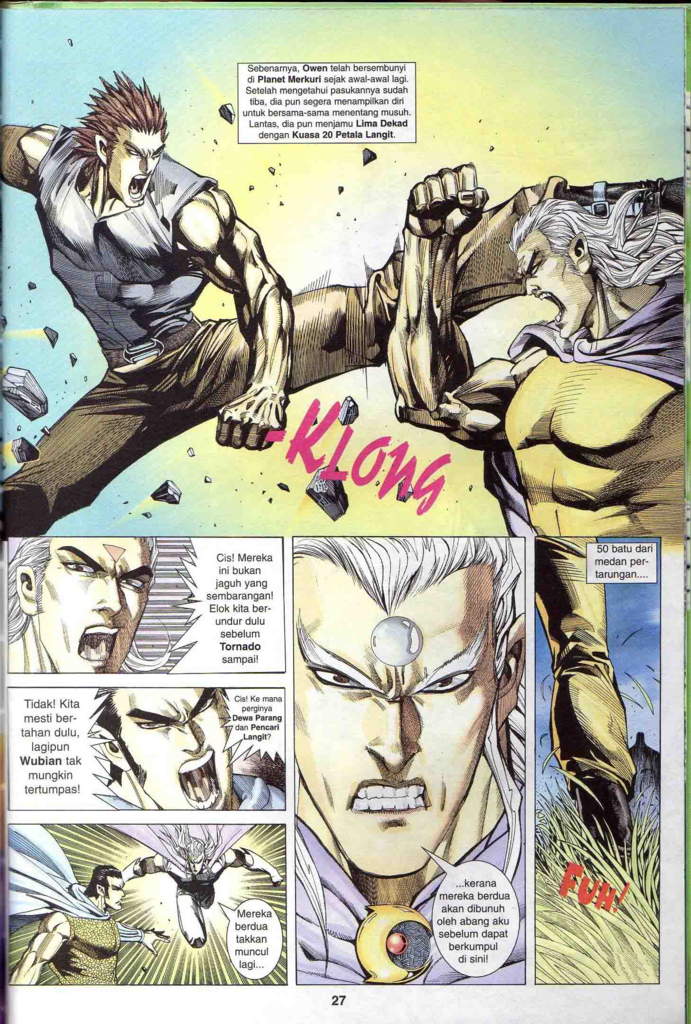 Sebenarnya, Owen telah bersembunyi
di Planet Merkuri sejak awal-awal lagi.
Setelah mengetahui pasukannya sudah
tiba, dia pun segera menampilkan diri
untuk bersama-sama menentang musuh.
Lantas, dia pun menjamu Lima Dekad
dengan Kuasa 20 Petala Langit.
-KLONG
Cis! Mereka
ini bukan
jaguh yang
sembarangan!
Elok kita ber-
undur dulu
sebelum
Tornado
sampai!
Tidak! Kita
mesti ber-
tahan dulu,
lagipun
Wubian tak
mungkin
tertumpas!
Cis! Ke mana
perginya
Dewa Parang
dan Pencari
Langit?
Mereka
berdua
takkan
muncul
lagi...
...kerana
mereka berdua
akan dibunuh
oleh abang aku
sebelum dapat
berkumpul
di sini!
50 batu dari
medan per-
tarungan....
FUH!
27